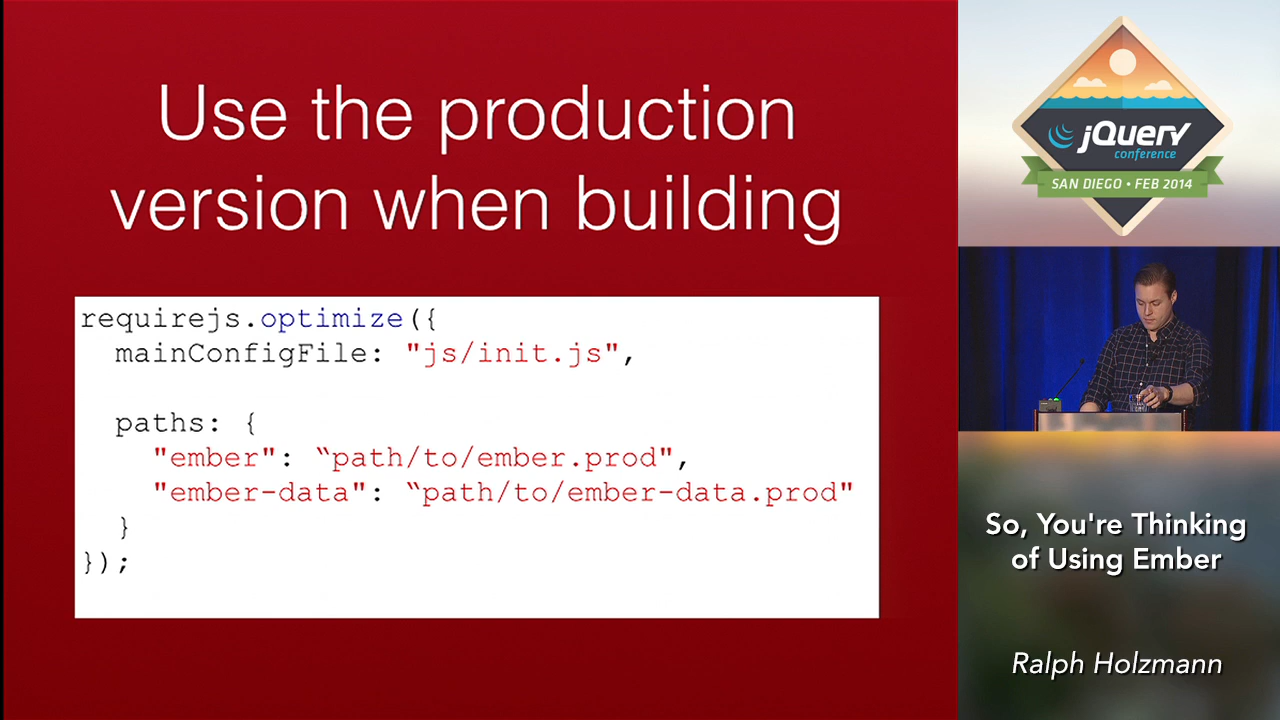 Use the production
version when building
requirejs.optimize({
  mainConfigFile: "js/init.js",
  paths: {
    "ember": “path/to/ember.prod",
    "ember-data": “path/to/ember-data.prod"
  }
});
jQuery
conference
SAN DIEGO • FEB 2014
So, You're Thinking
of Using Ember
Ralph Holzmann